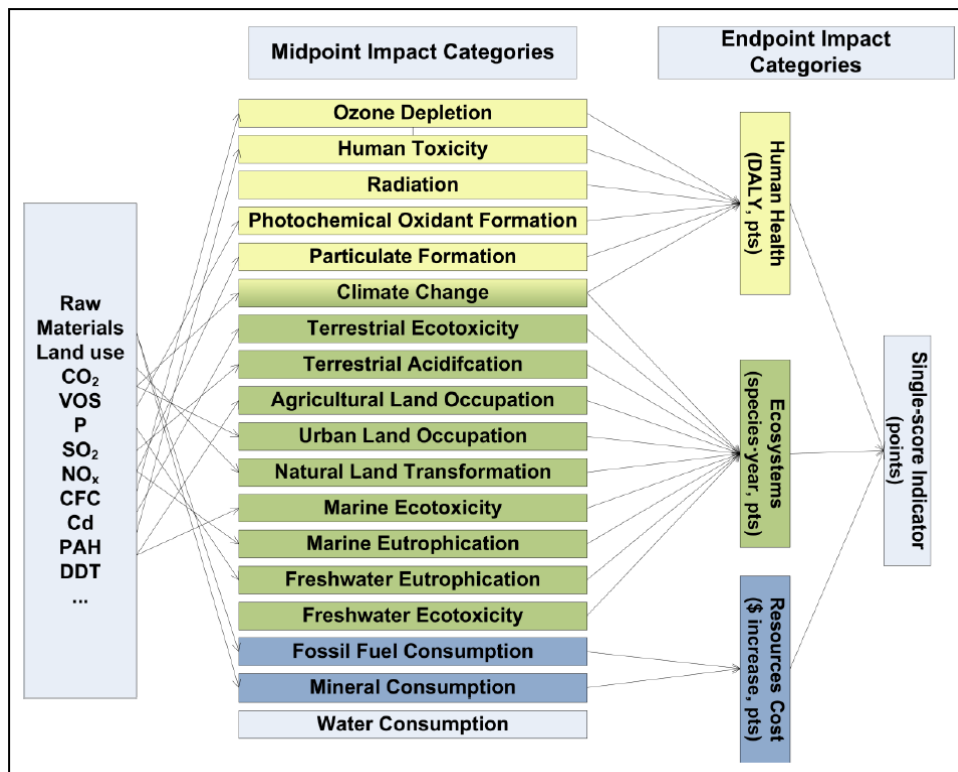 Midpoint Impact Categories
Endpoint Impact
Categories
Raw
Materials
Land use
CO₂
VOS
P
SO₂
NOₓ
CFC
Cd
PAH
DDT
...
Ozone Depletion
Human Toxicity
Radiation
Photochemical Oxidant Formation
Particulate Formation
Climate Change
Terrestrial Ecotoxicity
Terrestrial Acidifcation
Agricultural Land Occupation
Urban Land Occupation
Natural Land Transformation
Marine Ecotoxicity
Marine Eutrophication
Freshwater Eutrophication
Freshwater Ecotoxicity
Fossil Fuel Consumption
Mineral Consumption
Water Consumption
Human Health
(DALY, pts)
Ecosystems
(species-year, pts)
Resources Cost
($ increase, pts)
Single-score Indicator
(points)